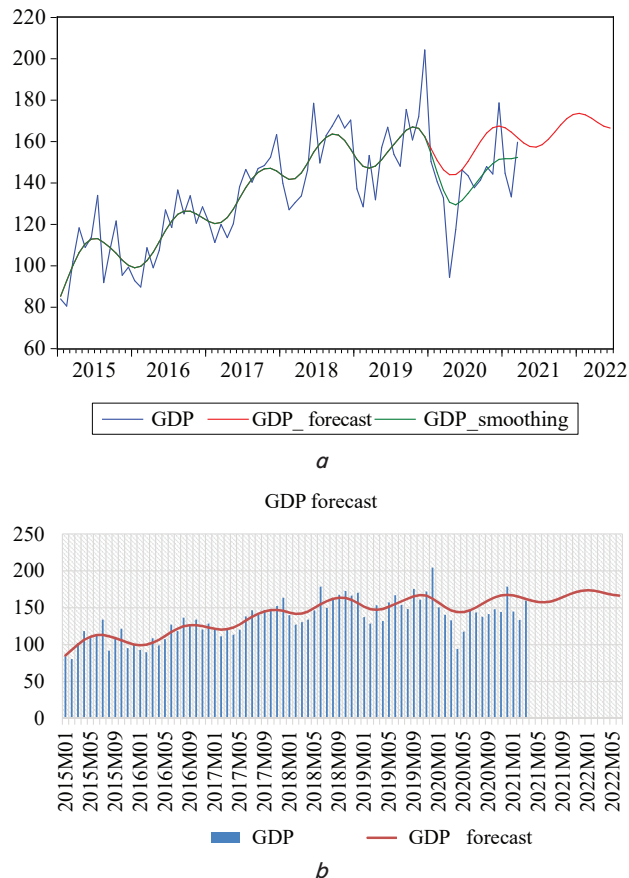 220
200
180
160
140
120
100
80
60
2015 2016 2017 2018 2019 2020 2021 2022
GDP GDP_ forecast GDP_smoothing
a
GDP forecast
250
200
150
100
50
0
2015M01
2015M05
2015M09
2016M01
2016M05
2016M09
2017M01
2017M05
2017M09
2018M01
2018M05
2018M09
2019M01
2019M05
2019M09
2020M01
2020M05
2020M09
2021M01
2021M05
2021M09
2022M01
2022M05
GDP GDP forecast
b